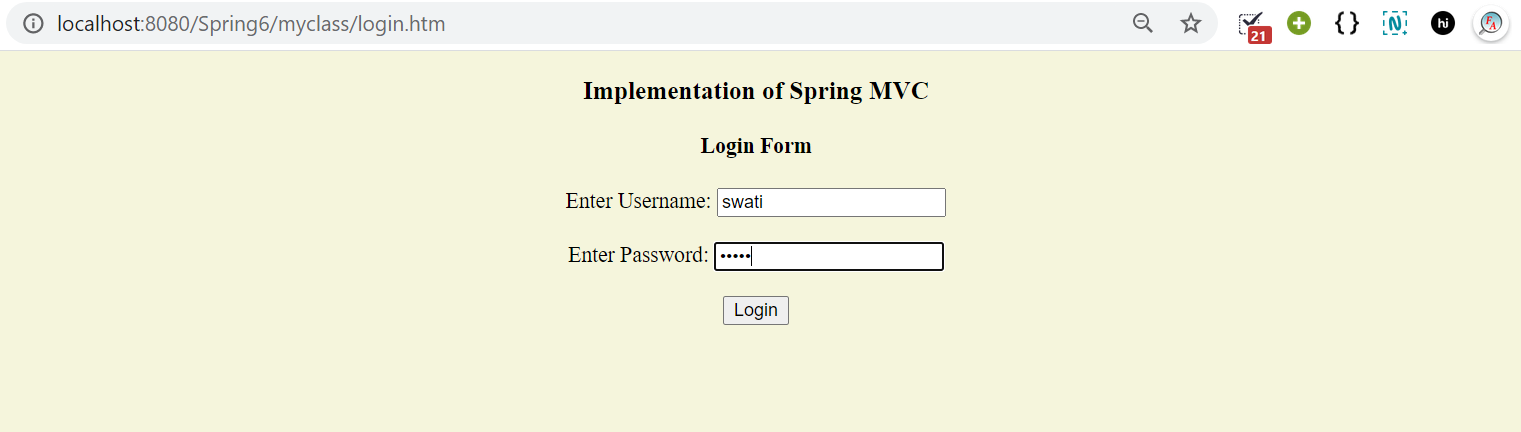 localhost:8080/Spring6/myclass/login.htm
21
hi
FA
Implementation of Spring MVC
Login Form
Enter Username: swati
Enter Password: •••••
Login